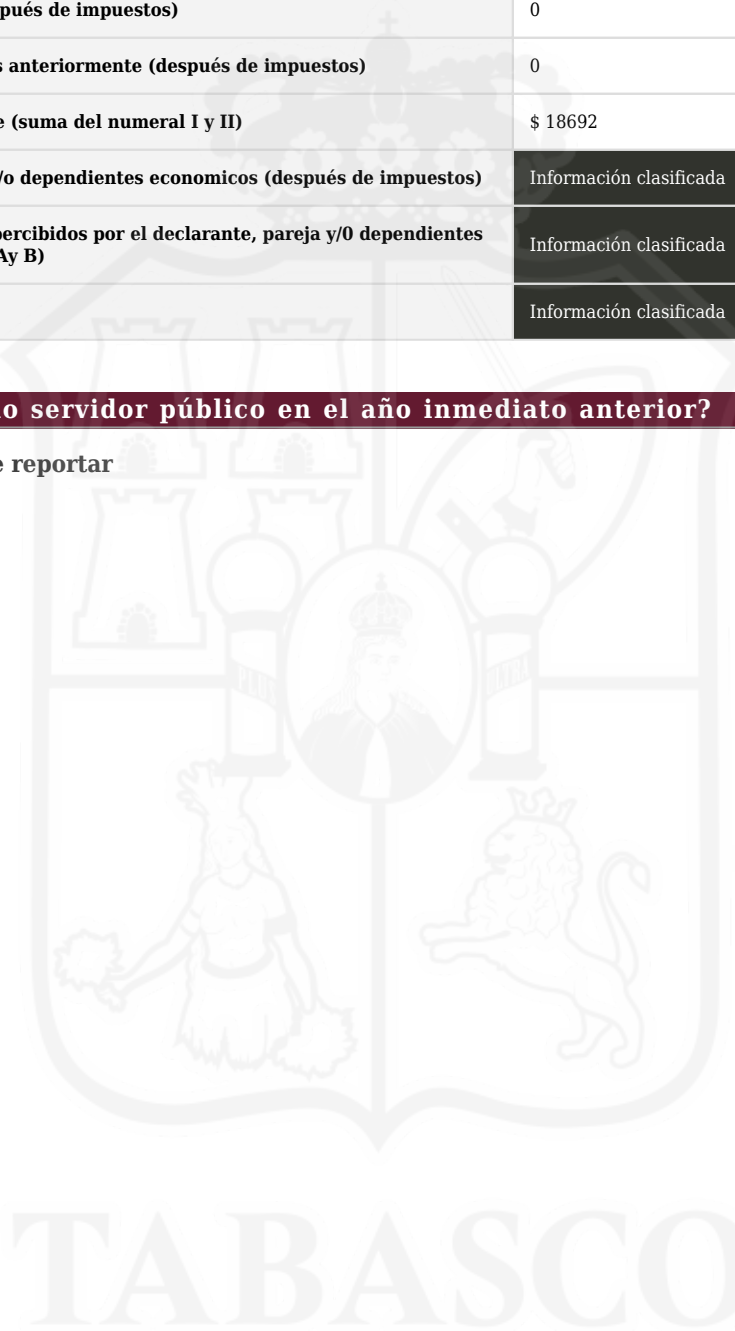 pués de impuestos)
0
s anteriormente (después de impuestos)
0
e (suma del numeral I y II)
$ 18692
/o dependientes economicos (después de impuestos)
Información clasificada
percibidos por el declarante, pareja y/0 dependientes
Ay B)
Información clasificada
Información clasificada
o servidor público en el año inmediato anterior?
e reportar
PLUS
ULTRA
TABASCO